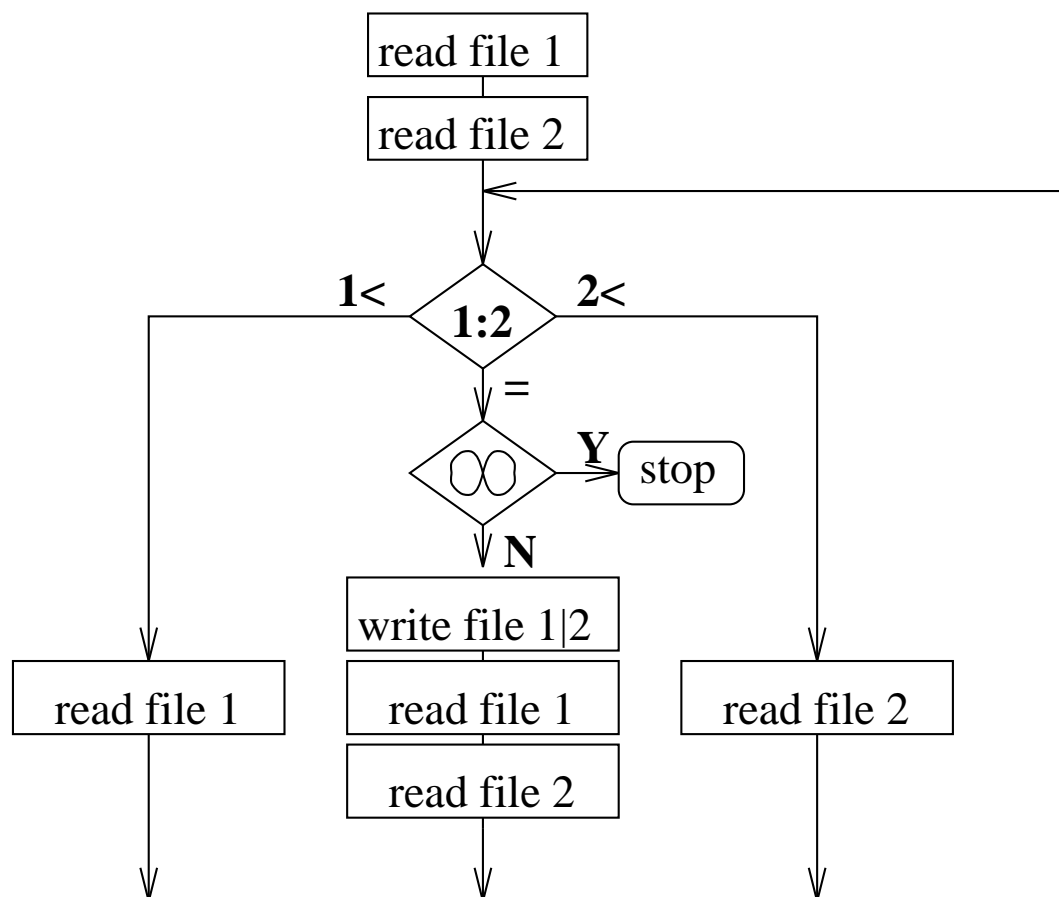 read file 1
read file 2
1<
2<
1:2
=
Y
stop
N
write file 1|2
read file 1
read file 1
read file 2
read file 2